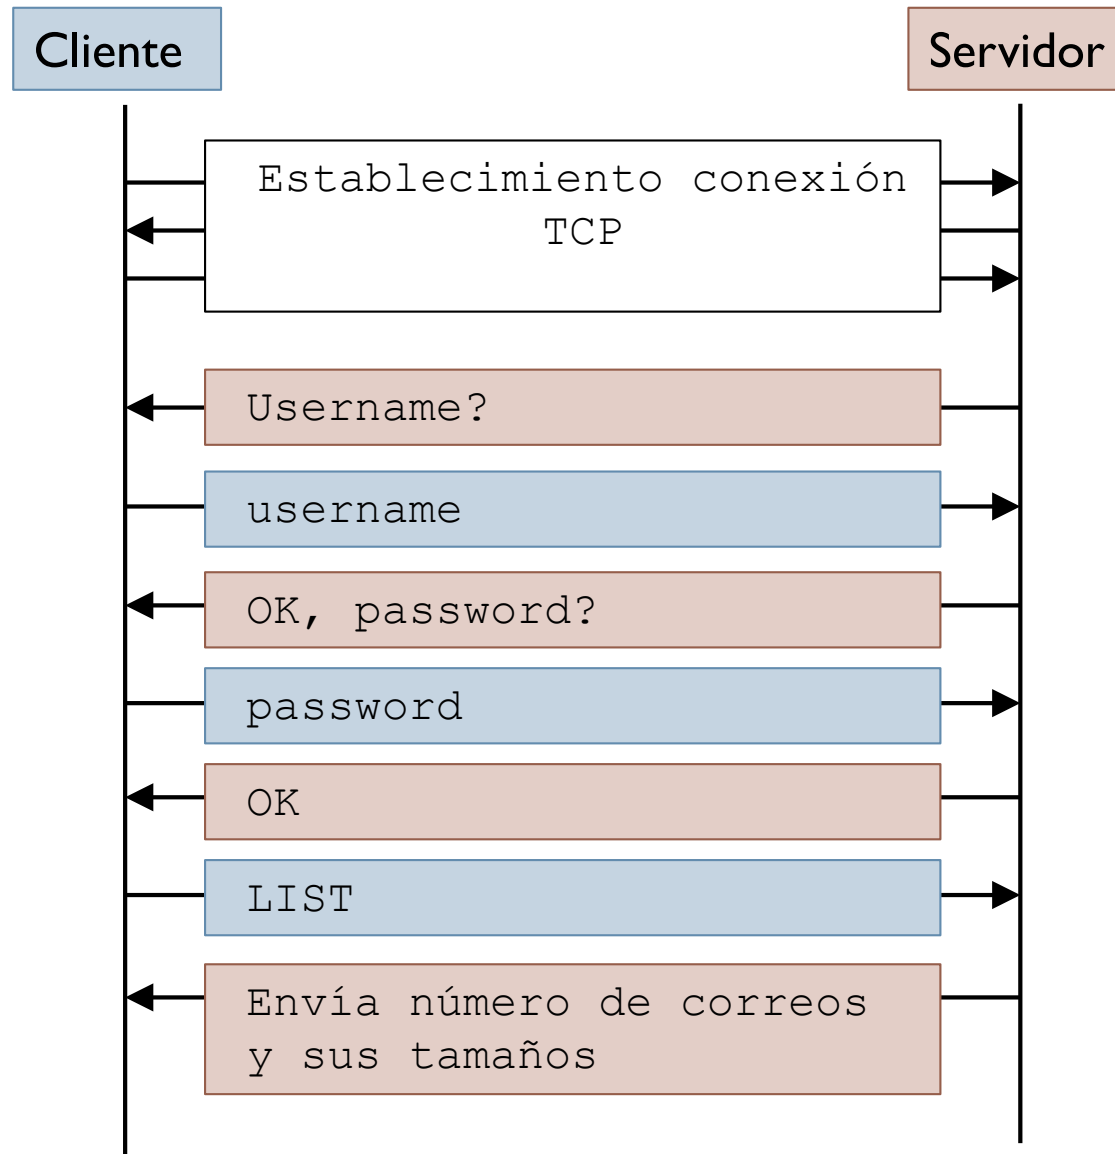 Cliente
Servidor
Establecimiento conexión
TCP
Username?
username
OK, password?
password
OK
LIST
Envía número de correos
y sus tamaños